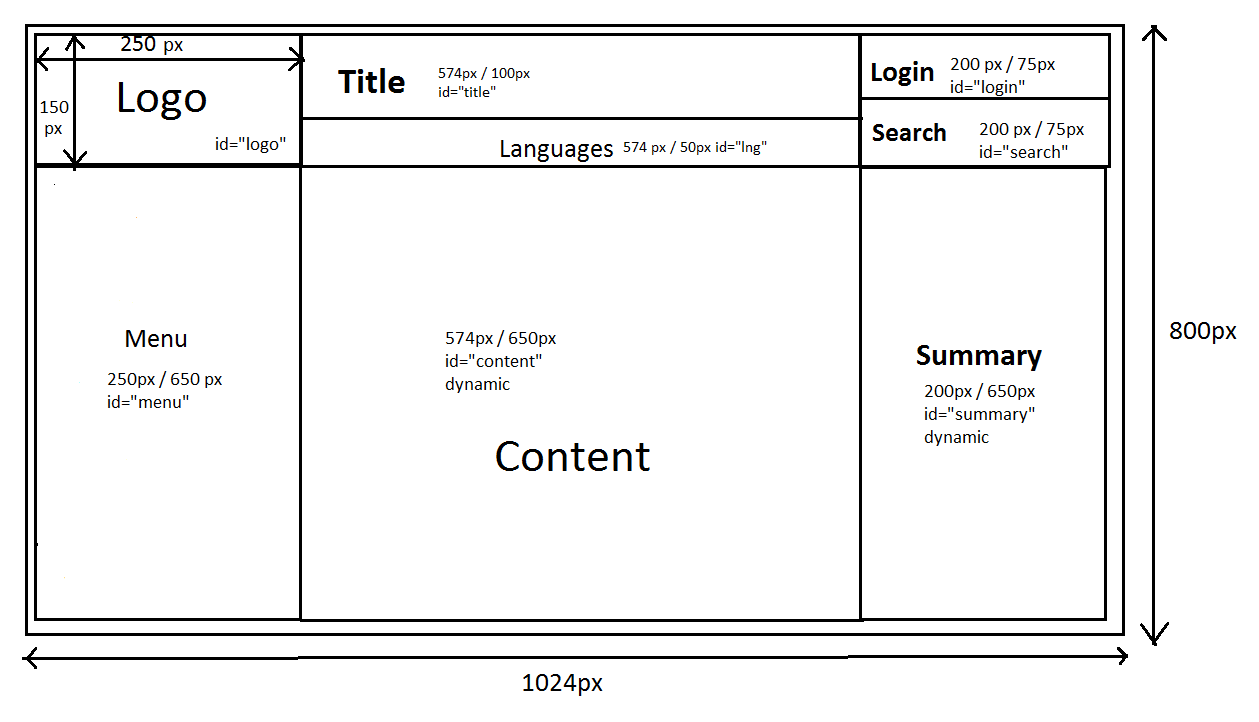 250 px
150
px
Logo
id="logo"
Title
574px / 100px
id="title"
Languages 574 px / 50px id="lng"
Login
200 px / 75px
id="login"
Search
200 px / 75px
id="search"
Menu
250px / 650 px
id="menu"
574px / 650px
id="content"
dynamic
Content
Summary
200px / 650px
id="summary"
dynamic
800px
1024px